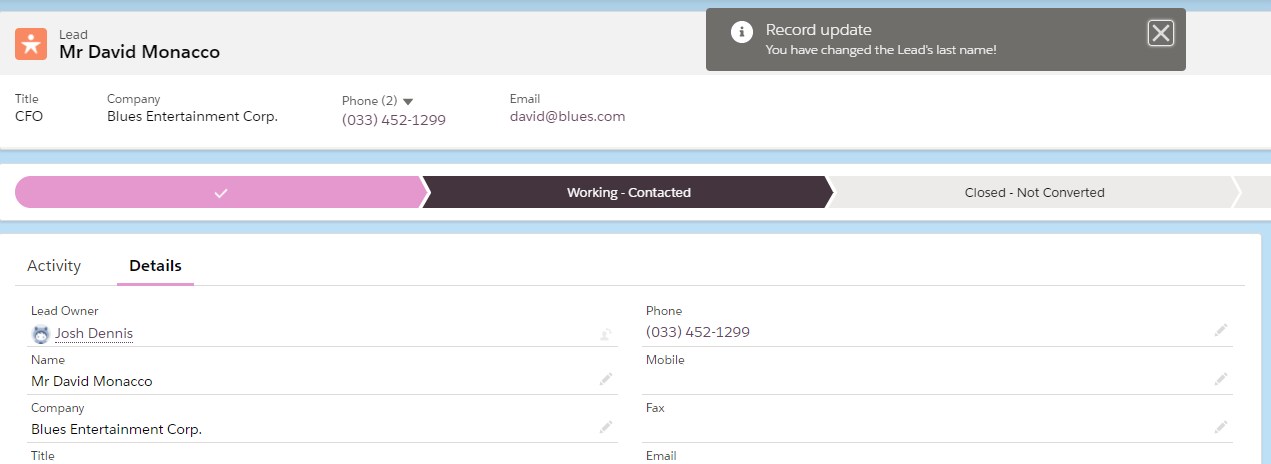 Lead
Mr David Monacco
Record update
You have changed the Lead's last name!
Title
CFO
Company
Blues Entertainment Corp.
Phone (2)
(033) 452-1299
Email
david@blues.com
Working - Contacted
Closed - Not Converted
Activity
Details
Lead Owner
Josh Dennis
Phone
(033) 452-1299
Name
Mr David Monacco
Mobile
Company
Blues Entertainment Corp.
Fax
Title
Email